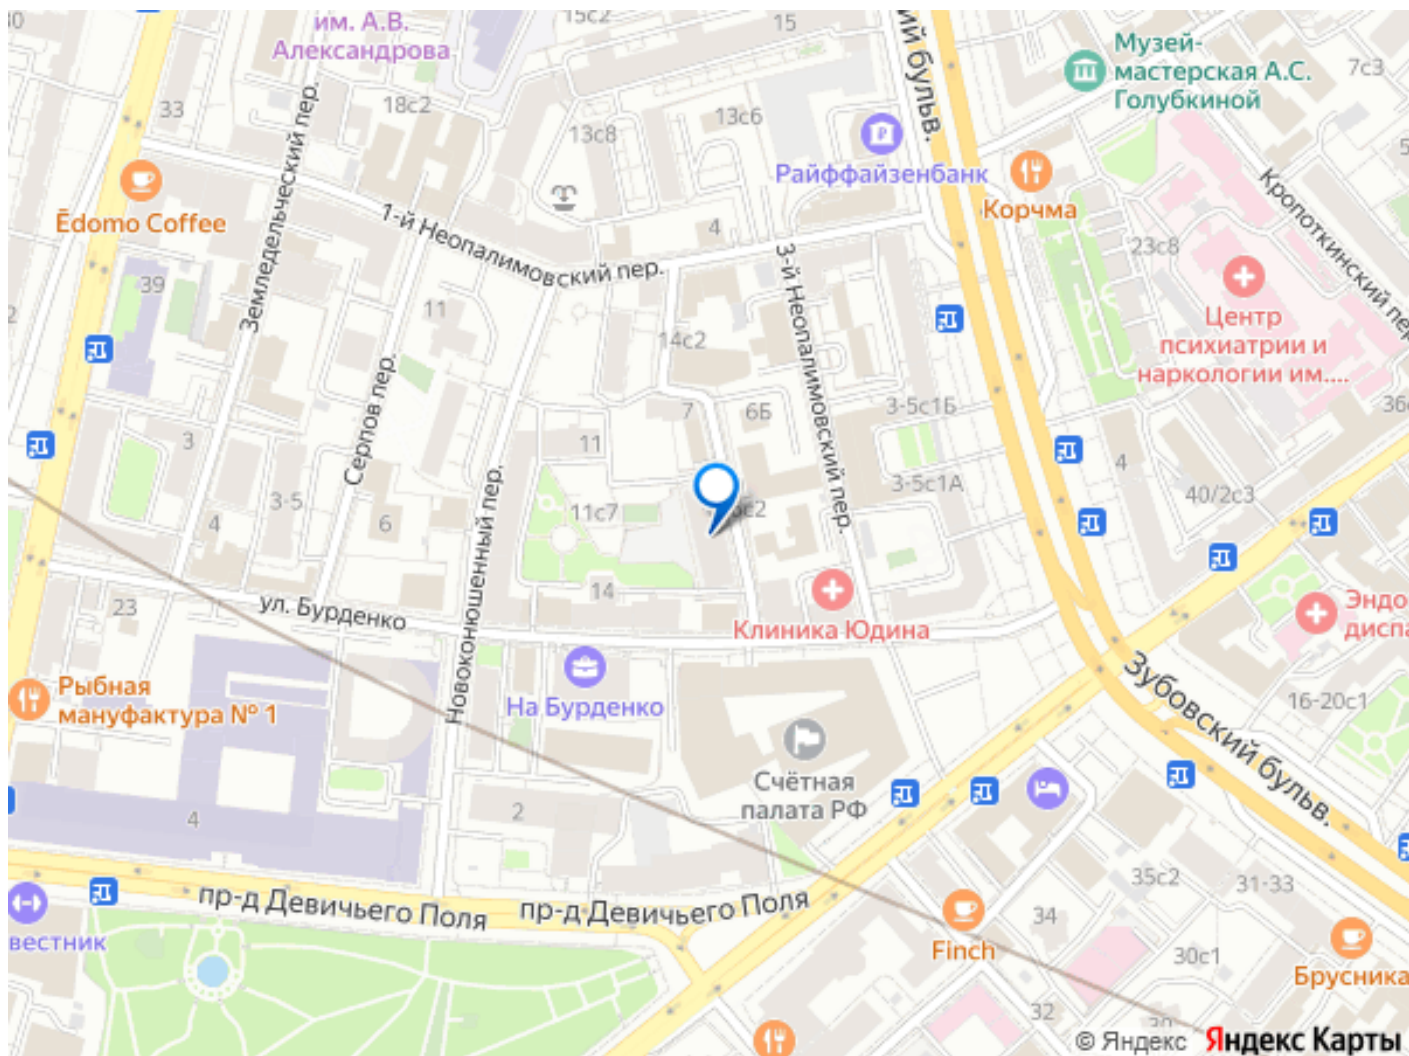 30
им. А.В.
Александрова
15с2
15
ий бульв.
Музей-
мастерская А.С.
Голубкиной
7с3
33
18с2
13с8
13с6
Райффайзенбанк
Корчма
Ēdomo Coffee
Земледельческий пер.
1-й Неопалимовский пер.
4
3-й Неопалимовский пер.
23с8
Кропоткинский пер
39
11
14с2
Центр
психиатрии и
наркологии им....
Серпов пер.
7
6Б
3-5с1Б
3
11
4
3-5
4
6
Новоконюшенный пер.
11с7
3-5с1А
40/2с3
23
ул. Бурденко
14
Клиника Юдина
Эндо
диспа
Рыбная
мануфактура № 1
На Бурденко
Зубовский бульв.
16-20с1
Счётная
палата РФ
2
4
пр-д Девичьего Поля
пр-д Девичьего Поля
35с2
31-33
34
вестник
Finch
30с1
Брусника
32
© Яндекс Яндекс Карты